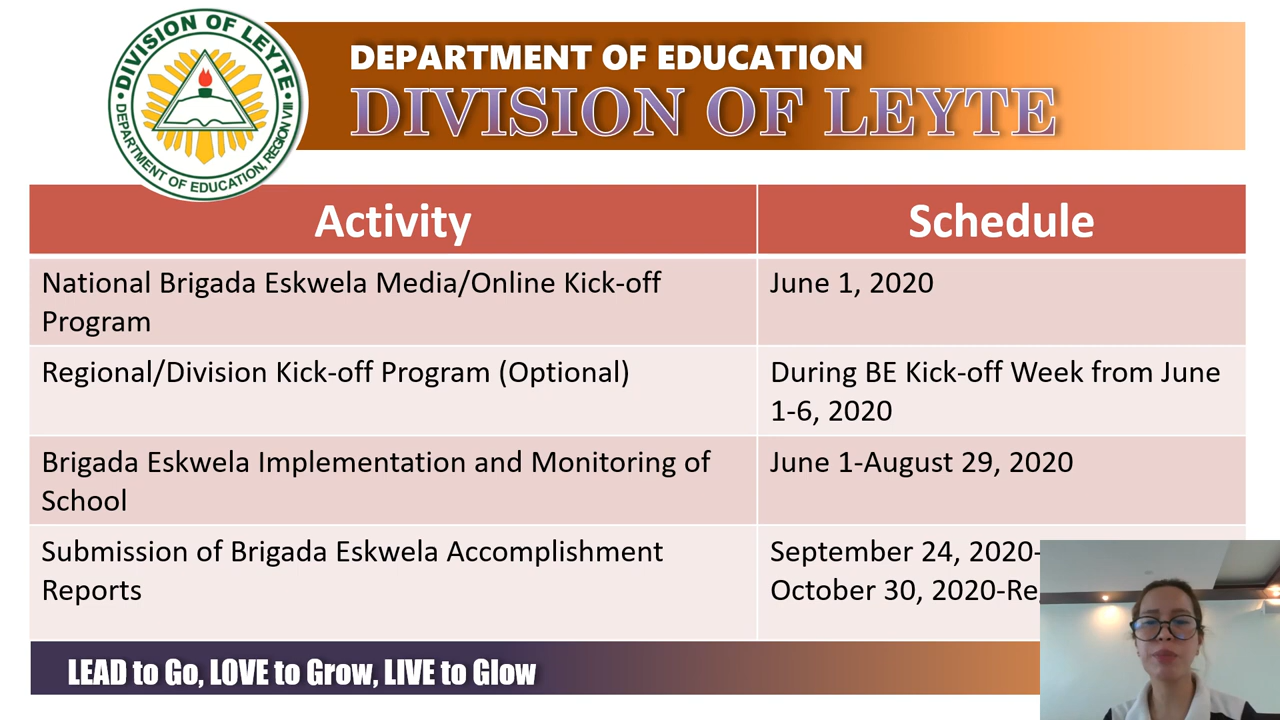 DIVISION OF LEYTE
DEPARTMENT OF EDUCATION, REGION VIII
DEPARTMENT OF EDUCATION
DIVISION OF LEYTE
Activity
Schedule
National Brigada Eskwela Media/Online Kick-off
Program
June 1, 2020
Regional/Division Kick-off Program (Optional)
During BE Kick-off Week from June
1-6, 2020
Brigada Eskwela Implementation and Monitoring of
School
June 1-August 29, 2020
Submission of Brigada Eskwela Accomplishment
Reports
September 24, 2020-
October 30, 2020-
LEAD to Go, LOVE to Grow, LIVE to Glow